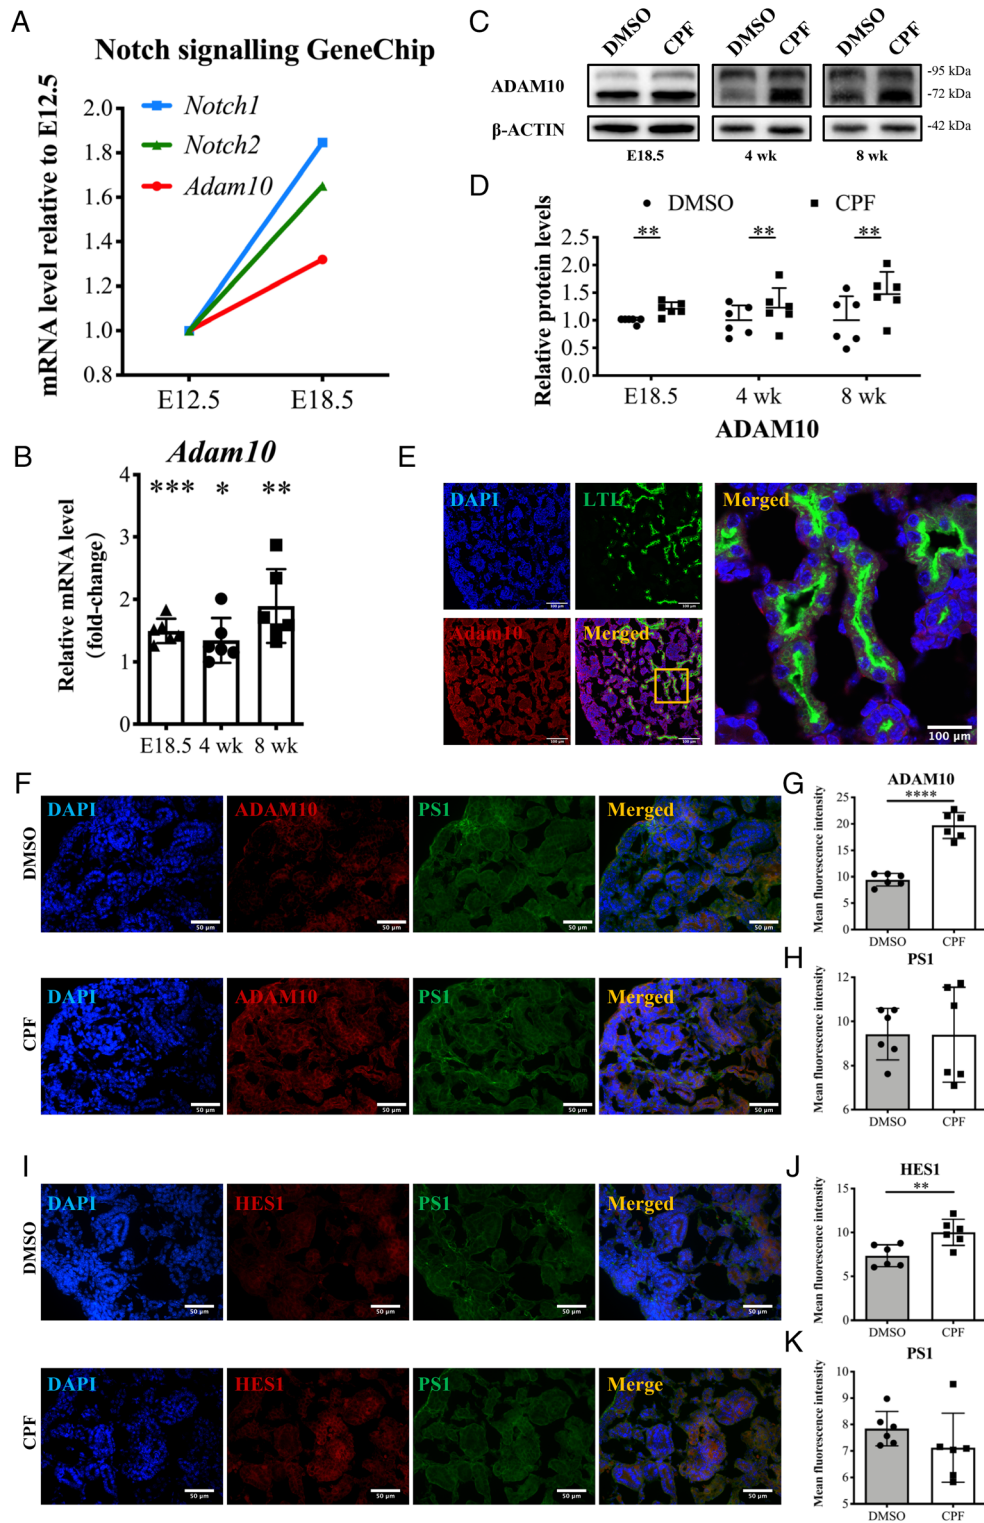 A
Notch signalling GeneChip
mRNA level relative to E12.5
2.0
1.8
1.6
1.4
1.2
1.0
0.8
Notch1
Notch2
Adam10
E12.5 E18.5
B
Adam10
Relative mRNA level
(fold-change)
4
3
2
1
0
*** * **
E18.5 4 wk 8 wk
C
DMSO CPF DMSO CPF DMSO CPF
ADAM10
-95 kDa
-72 kDa
β-ACTIN
-42 kDa
E18.5 4 wk 8 wk
D
DMSO CPF
Relative protein levels
2.5
2.0
1.5
1.0
0.5
0.0
** ** **
E18.5 4 wk 8 wk
ADAM10
E
DAPI LTL Merged
100 μm 100 μm
Adam10 Merged
100 μm 100 μm
100 μm
F
DMSO
DAPI ADAM10 PS1 Merged
50 μm 50 μm 50 μm 50 μm
CPF
DAPI ADAM10 PS1 Merged
50 μm 50 μm 50 μm 50 μm
G
ADAM10
****
Mean fluorescence intensity
25
20
15
10
5
0
DMSO CPF
H
PS1
Mean fluorescence intensity
12
10
8
6
DMSO CPF
I
DMSO
DAPI HES1 PS1 Merged
50 μm 50 μm 50 μm 50 μm
CPF
DAPI HES1 PS1 Merge
50 μm 50 μm 50 μm 50 μm
J
HES1
**
Mean fluorescence intensity
15
10
5
0
DMSO CPF
K
PS1
Mean fluorescence intensity
10
9
8
7
6
5
DMSO CPF